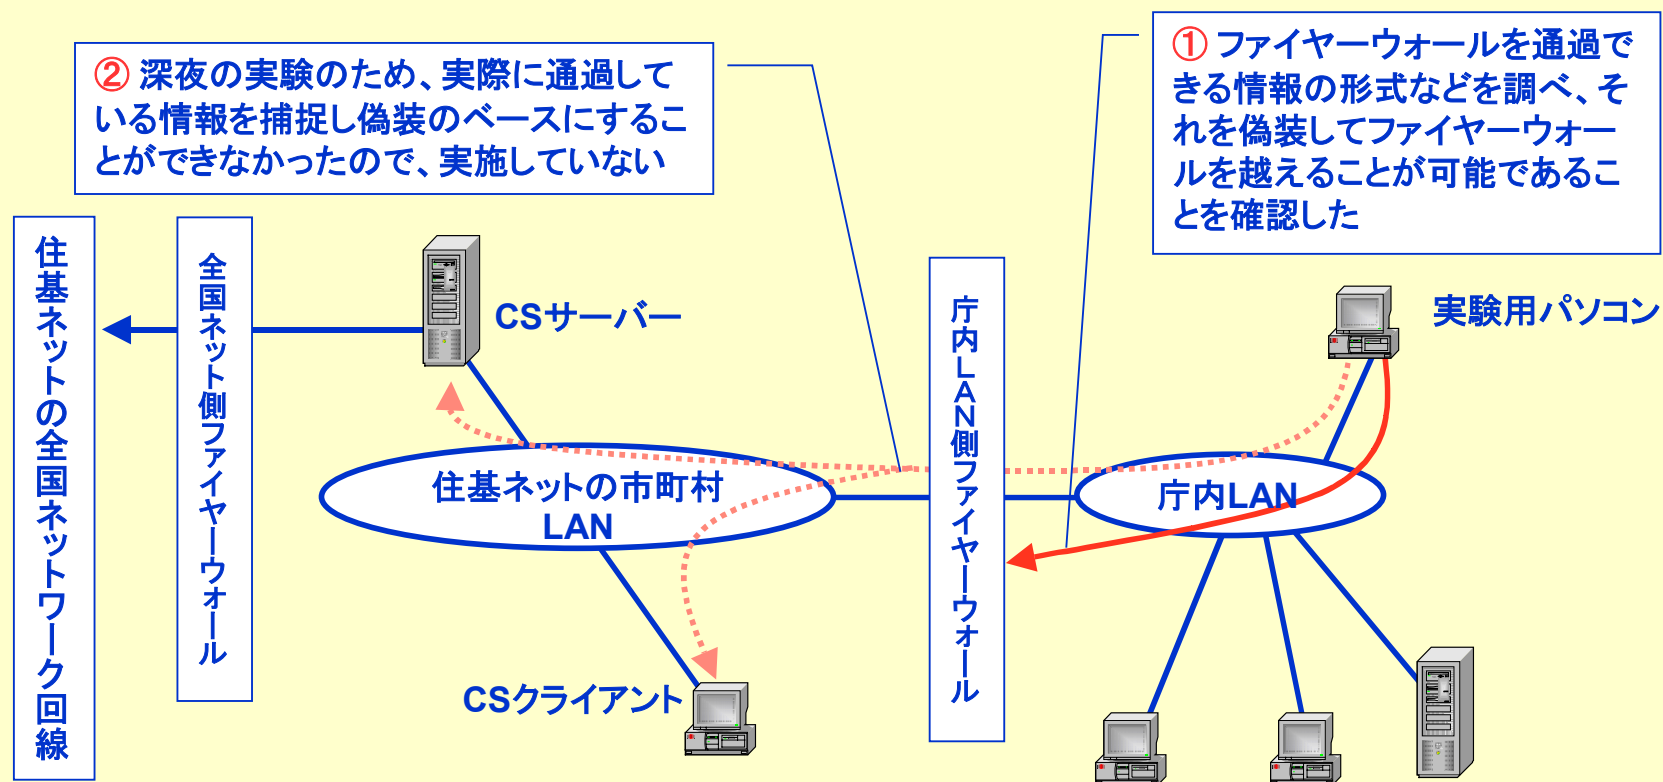 ② 深夜の実験のため、実際に通過して
いる情報を捕捉し偽装のベースにするこ
とができなかったので、実施していない
① ファイヤーウォールを通過で
きる情報の形式などを調べ、そ
れを偽装してファイヤーウォー
ルを越えることが可能であるこ
とを確認した
住基ネットの全国ネットワーク回線
全国ネット側ファイヤーウォール
CSサーバー
庁内LAN側ファイヤーウォール
実験用パソコン
住基ネットの市町村
LAN
庁内LAN
CSクライアント